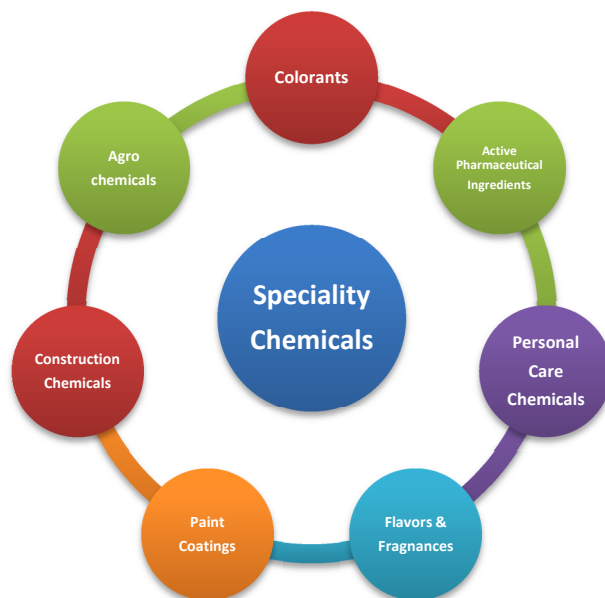 Colorants
Active
Pharmaceutical
Ingredients
Personal
Care
Chemicals
Flavors &
Fragnances
Paint
Coatings
Construction
Chemicals
Agro
chemicals
Speciality
Chemicals